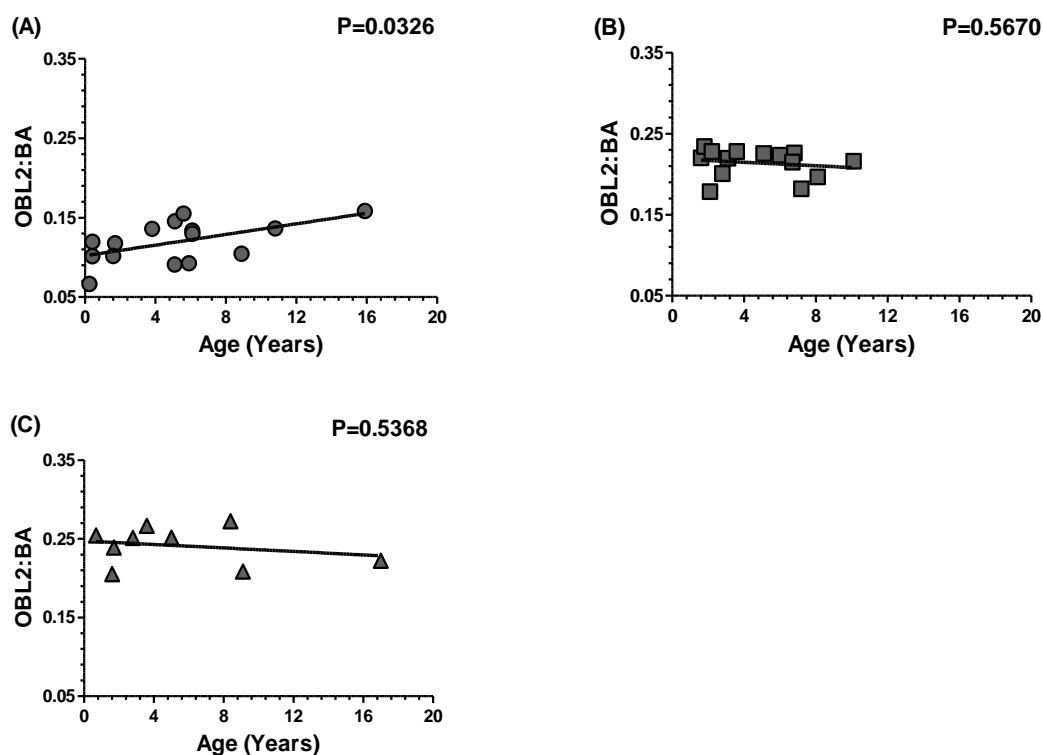 (A)
P=0.0326
0.35
0.25
0.15
0.05
OBL2:BA
0 4 8 12 16 20
Age (Years)
(B)
P=0.5670
0.35
0.25
0.15
0.05
OBL2:BA
0 4 8 12 16 20
Age (Years)
(C)
P=0.5368
0.35
0.25
0.15
0.05
OBL2:BA
0 4 8 12 16 20
Age (Years)